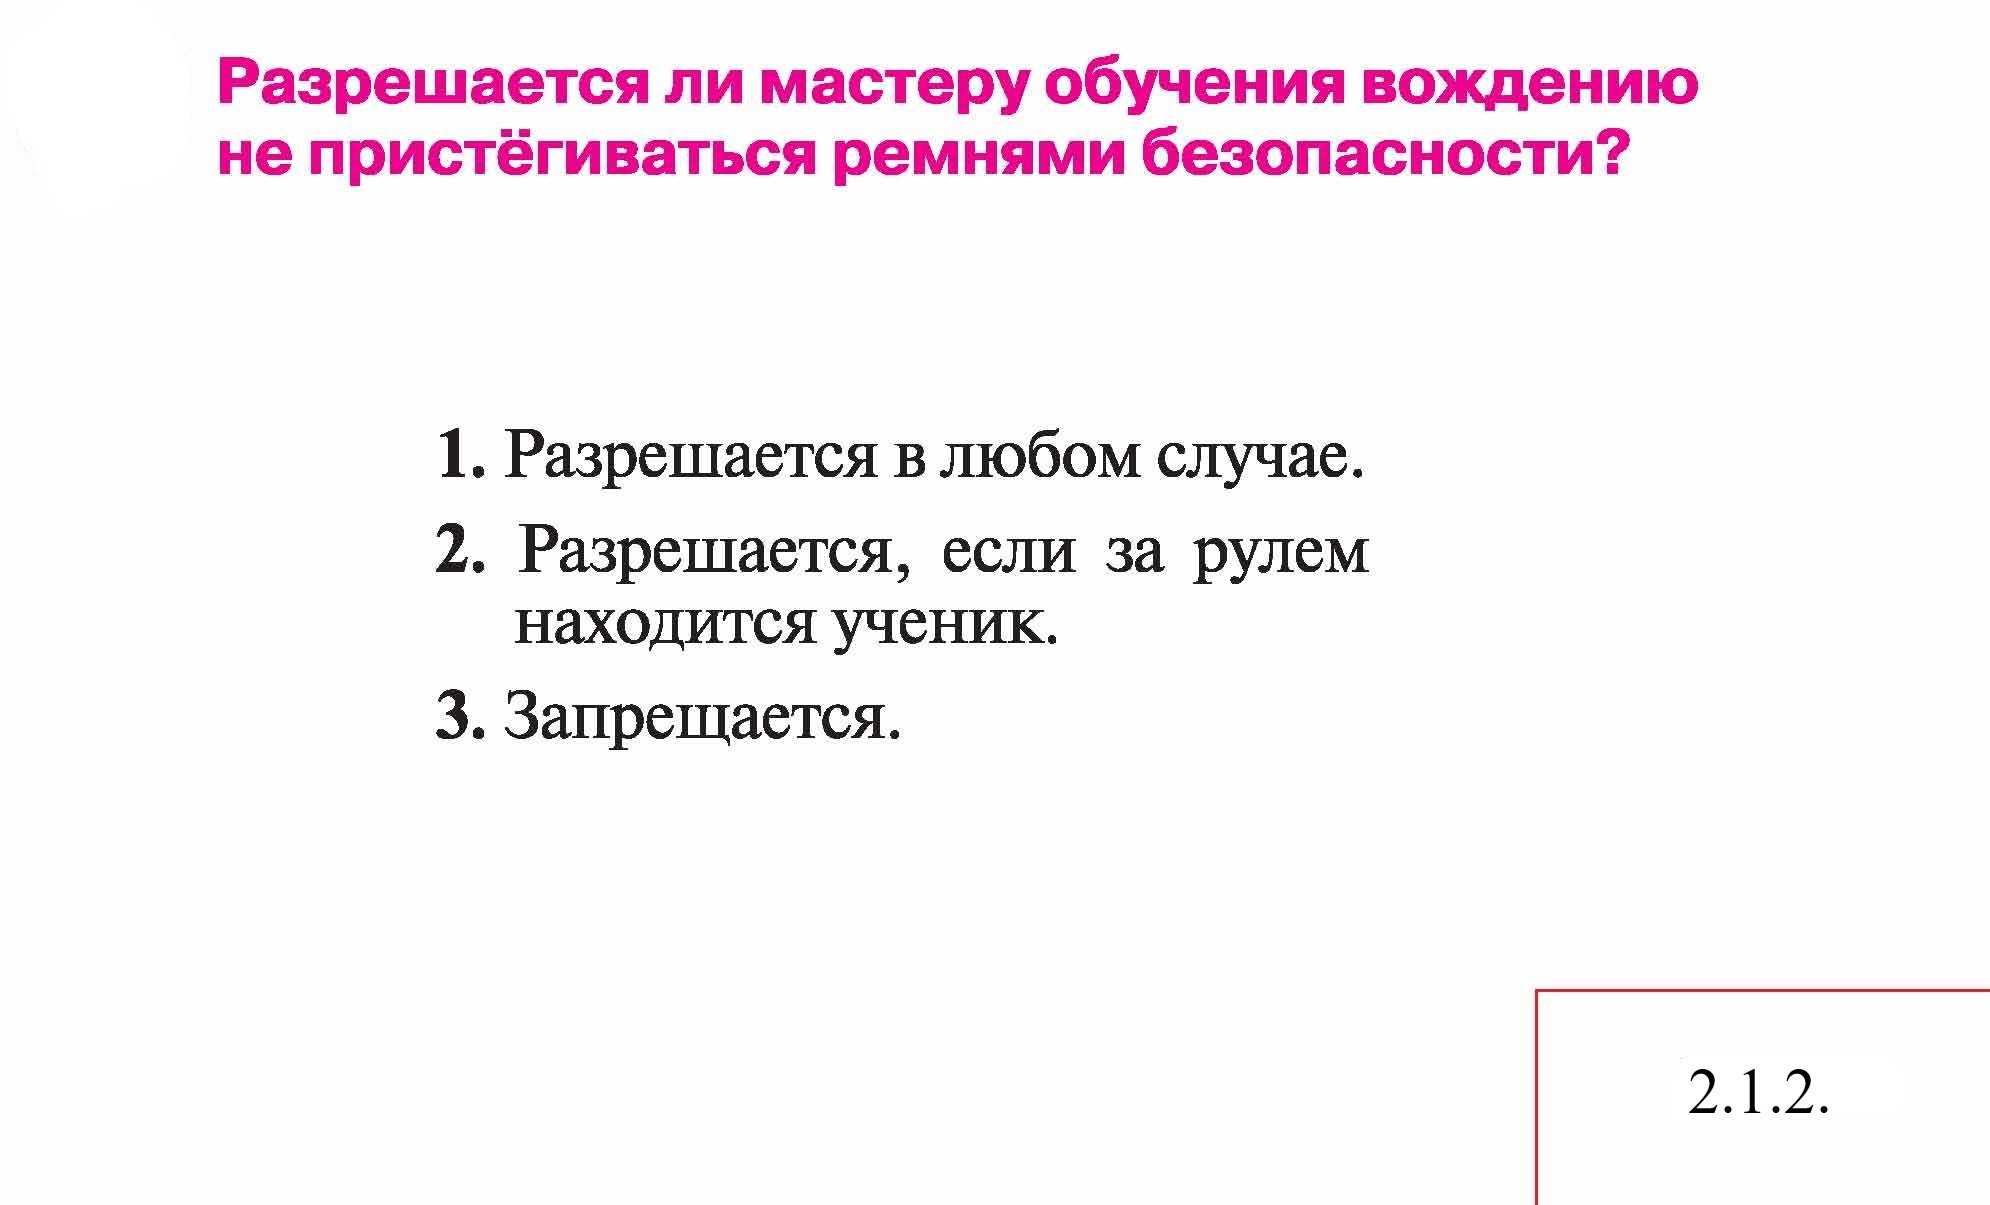 Разрешается ли мастеру обучения вождению
не пристёгиваться ремнями безопасности?
1. Разрешается в любом случае.
2. Разрешается, если за рулем
находится ученик.
3. Запрещается.
2.1.2.